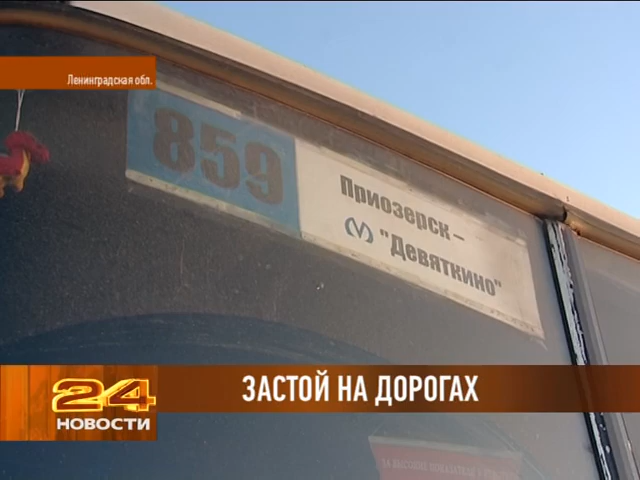 Ленинградская обл.
859
Приозерск –
"Девяткино"
ЗАСТОЙ НА ДОРОГАХ
24
НОВОСТИ